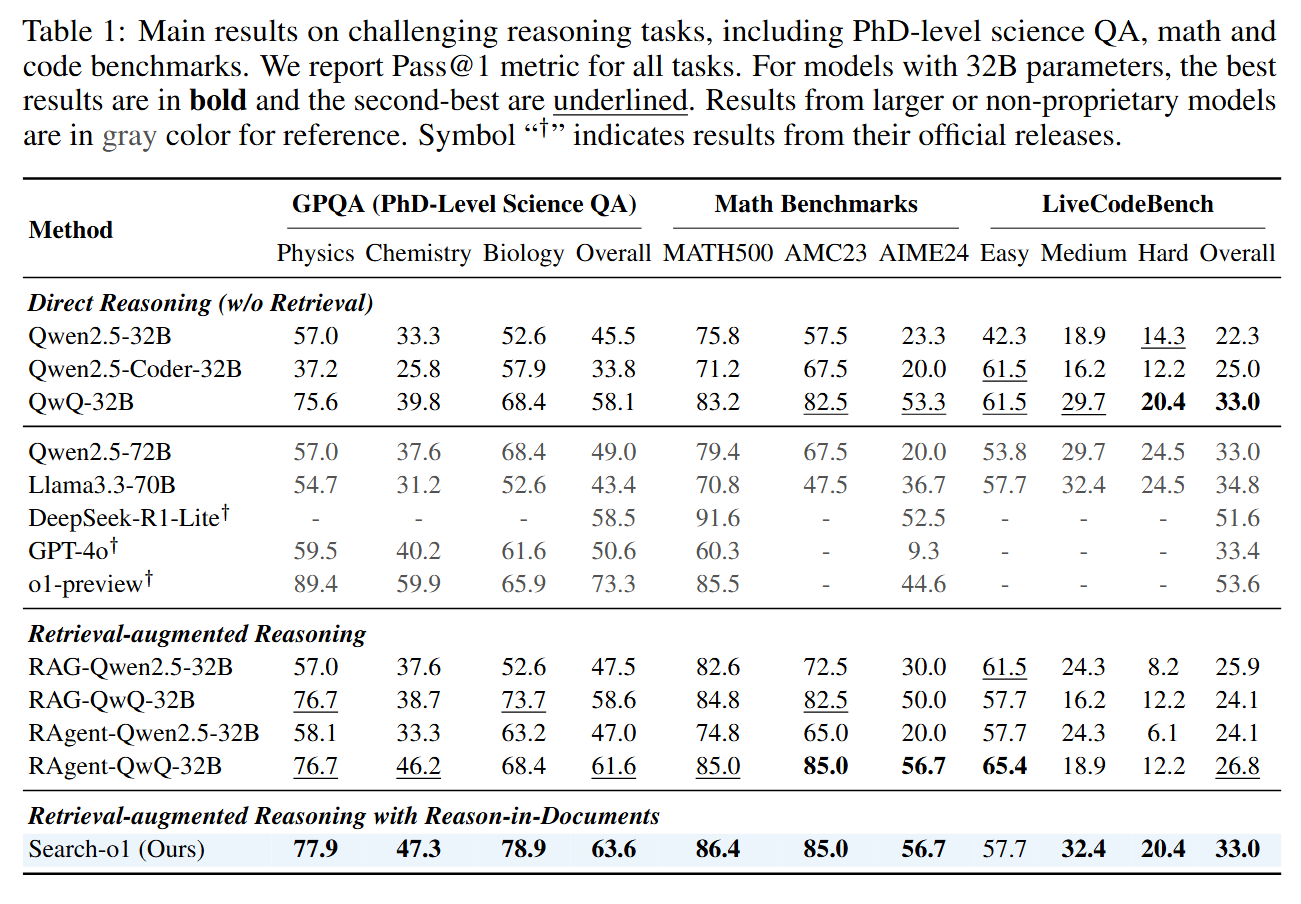 Table 1: Main results on challenging reasoning tasks, including PhD-level science QA, math and
code benchmarks. We report Pass@1 metric for all tasks. For models with 32B parameters, the best
results are in bold and the second-best are underlined. Results from larger or non-proprietary models
are in gray color for reference. Symbol “†” indicates results from their official releases.
Method GPQA (PhD-Level Science QA) Math Benchmarks LiveCodeBench
Physics Chemistry Biology Overall MATH500 AMC23 AIME24 Easy Medium Hard Overall
Direct Reasoning (w/o Retrieval)
Qwen2.5-32B 57.0 33.3 52.6 45.5 75.8 57.5 23.3 42.3 18.9 14.3 22.3
Qwen2.5-Coder-32B 37.2 25.8 57.9 33.8 71.2 67.5 20.0 61.5 16.2 12.2 25.0
QwQ-32B 75.6 39.8 68.4 58.1 83.2 82.5 53.3 61.5 29.7 20.4 33.0
Qwen2.5-72B 57.0 37.6 68.4 49.0 79.4 67.5 20.0 53.8 29.7 24.5 33.0
Llama3.3-70B 54.7 31.2 52.6 43.4 70.8 47.5 36.7 57.7 32.4 24.5 34.8
DeepSeek-R1-Lite† - - - 58.5 91.6 - 52.5 - - - 51.6
GPT-4o† 59.5 40.2 61.6 50.6 60.3 - 9.3 - - - 33.4
o1-preview† 89.4 59.9 65.9 73.3 85.5 - 44.6 - - - 53.6
Retrieval-augmented Reasoning
RAG-Qwen2.5-32B 57.0 37.6 52.6 47.5 82.6 72.5 30.0 61.5 24.3 8.2 25.9
RAG-QwQ-32B 76.7 38.7 73.7 58.6 84.8 82.5 50.0 57.7 16.2 12.2 24.1
RAgent-Qwen2.5-32B 58.1 33.3 63.2 47.0 74.8 65.0 20.0 57.7 24.3 6.1 24.1
RAgent-QwQ-32B 76.7 46.2 68.4 61.6 85.0 85.0 56.7 65.4 18.9 12.2 26.8
Retrieval-augmented Reasoning with Reason-in-Documents
Search-o1 (Ours) 77.9 47.3 78.9 63.6 86.4 85.0 56.7 57.7 32.4 20.4 33.0